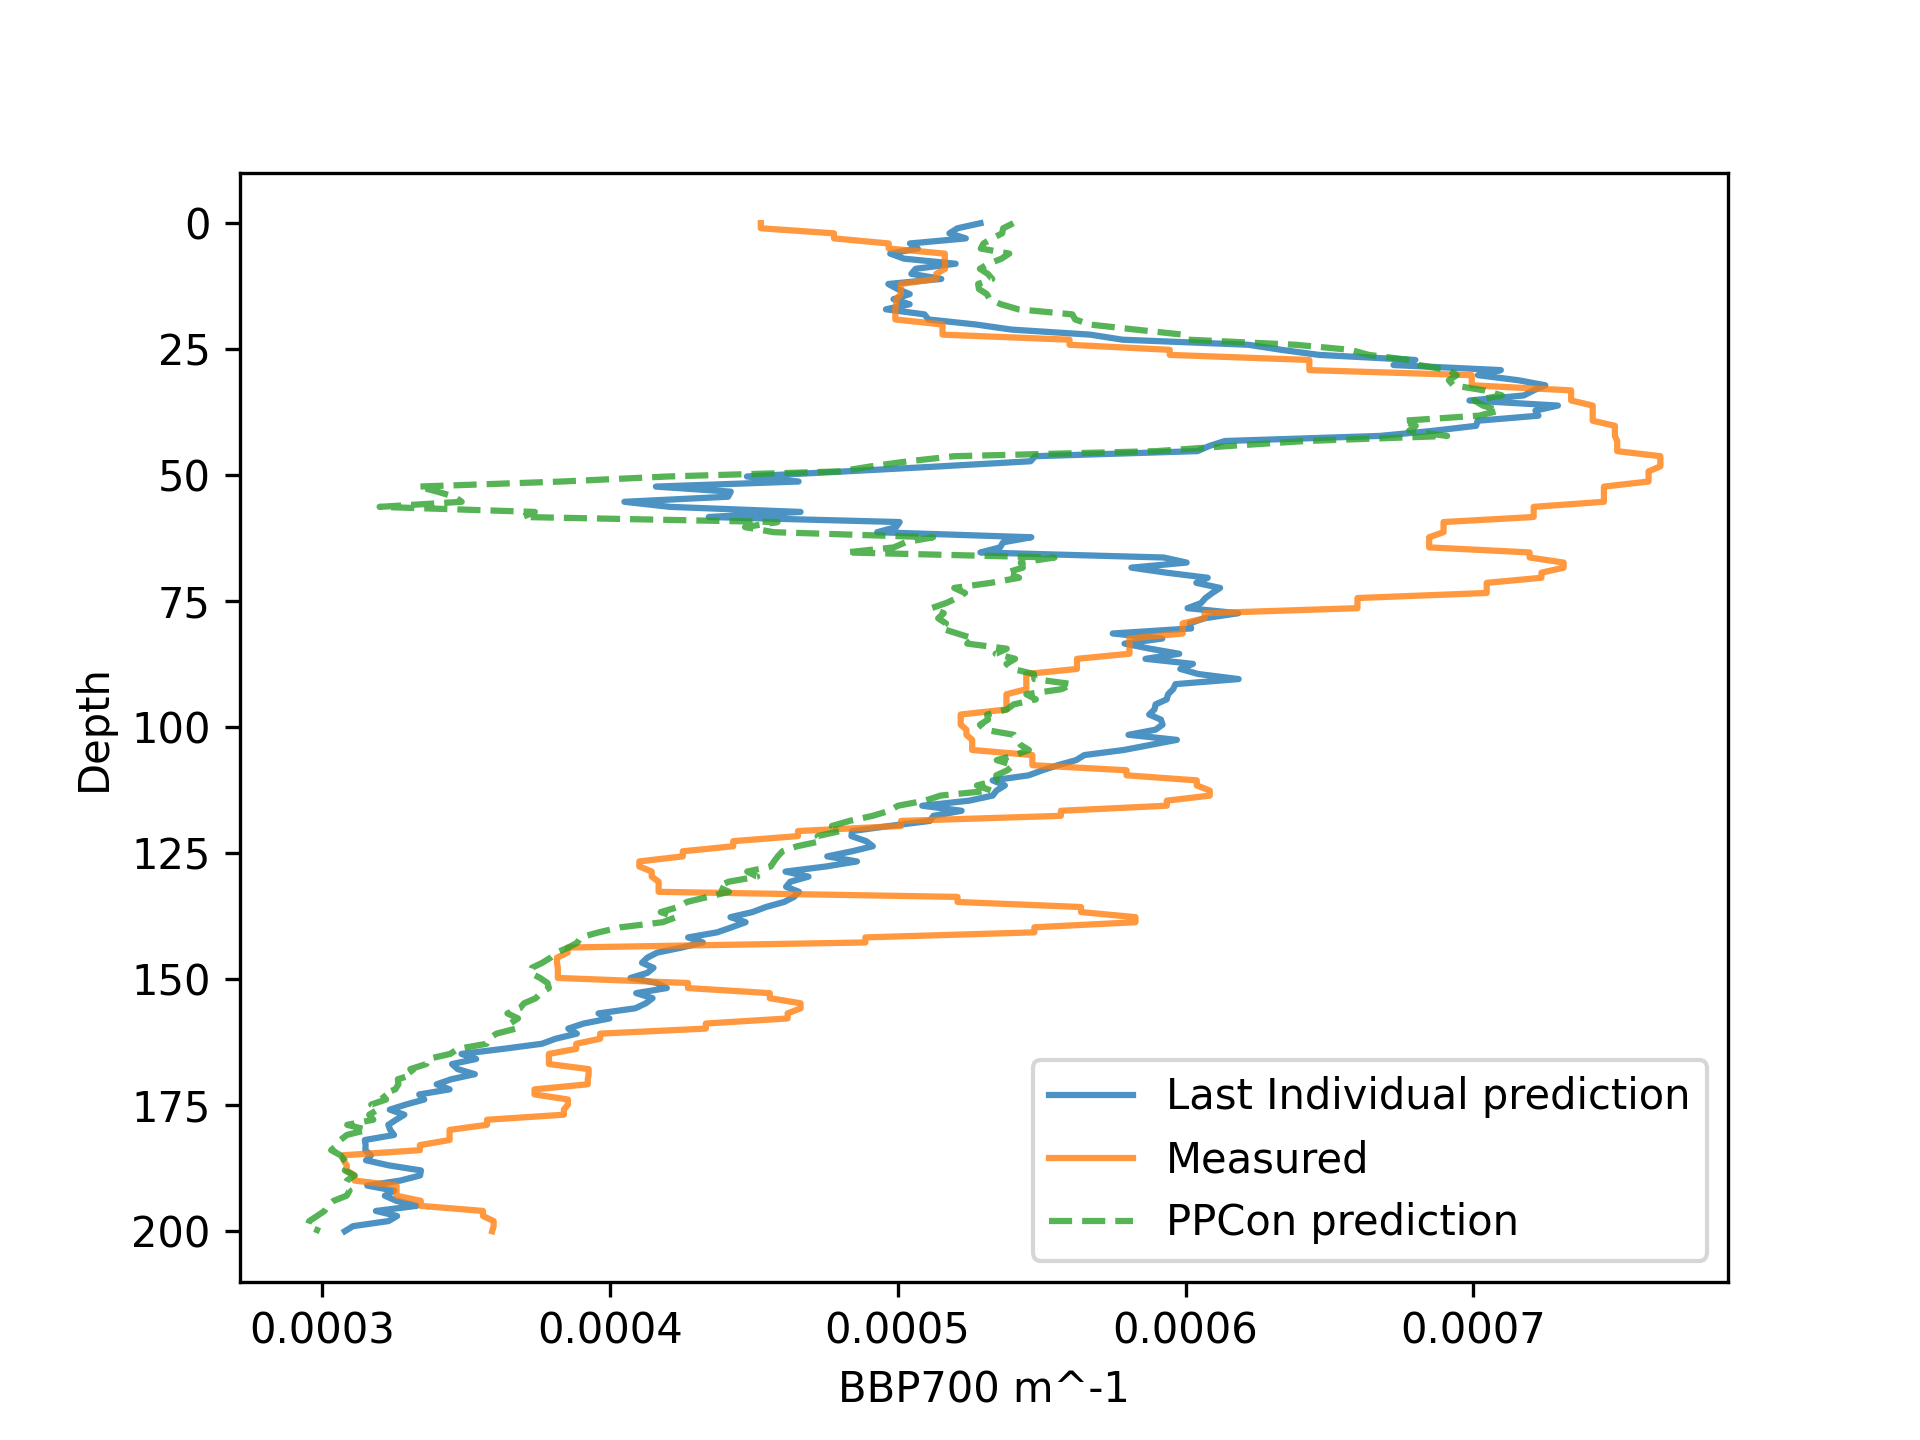 0
25
50
75
100
125
150
175
200
Depth
0.0003 0.0004 0.0005 0.0006 0.0007
BBP700 m^-1
Last Individual prediction
Measured
PPCon prediction